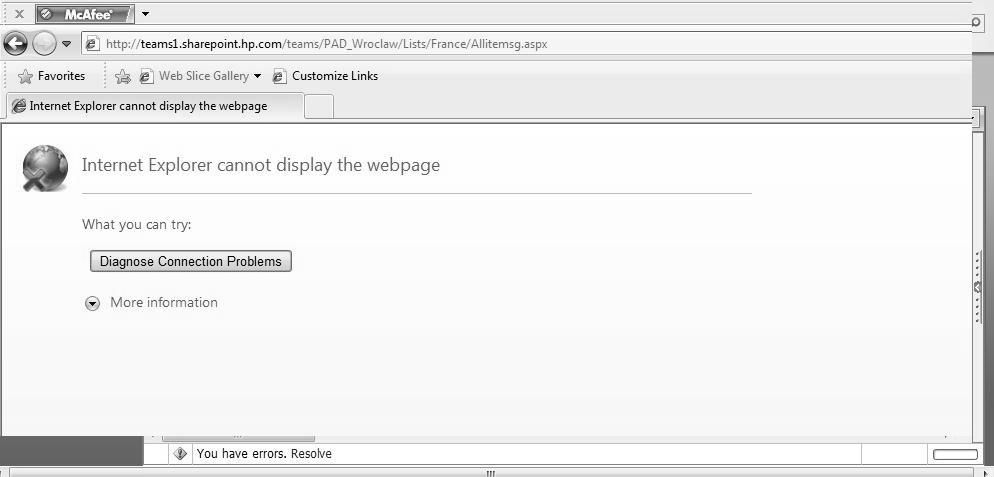 McAfee
http://teams1.sharepoint.hp.com/teams/PAD_Wroclaw/Lists/France/Allitemsg.aspx
Favorites Web Slice Gallery Customize Links
Internet Explorer cannot display the webpage
Internet Explorer cannot display the webpage
What you can try:
Diagnose Connection Problems
More information
You have errors. Resolve